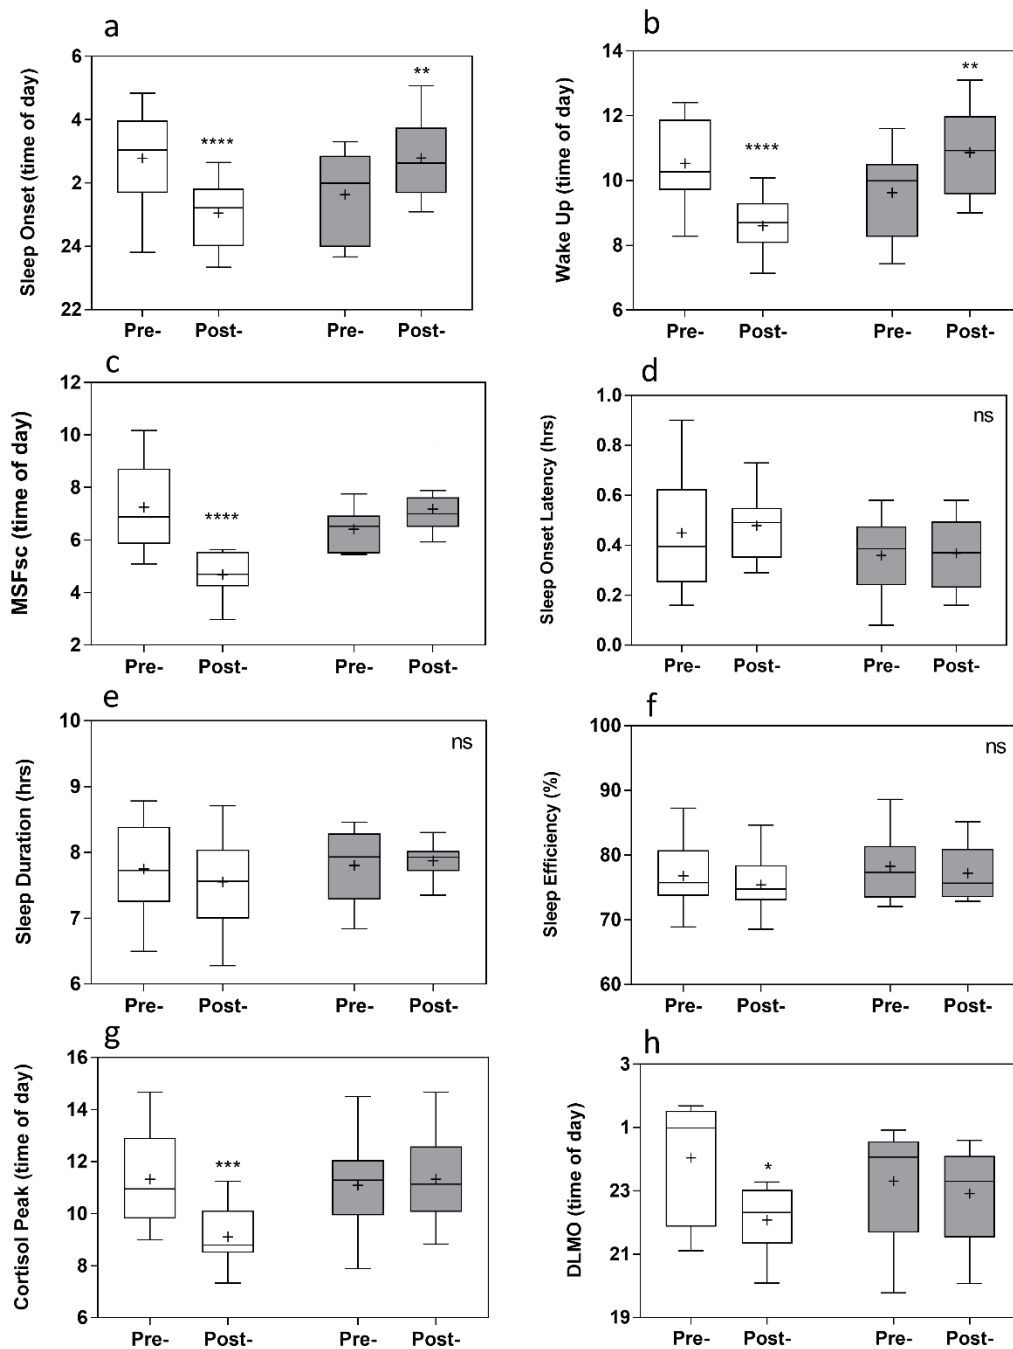 a
Sleep Onset (time of day)
6
4
2
24
22
****
**
Pre-
Post-
Pre-
Post-
b
Wake Up (time of day)
14
12
10
8
6
****
**
Pre-
Post-
Pre-
Post-
c
MSFsc (time of day)
12
10
8
6
4
2
****
Pre-
Post-
Pre-
Post-
d
Sleep Onset Latency (hrs)
1.0
0.8
0.6
0.4
0.2
0.0
ns
Pre-
Post-
Pre-
Post-
e
Sleep Duration (hrs)
10
9
8
7
6
ns
Pre-
Post-
Pre-
Post-
f
Sleep Efficiency (%)
100
90
80
70
60
ns
Pre-
Post-
Pre-
Post-
g
Cortisol Peak (time of day)
16
14
12
10
8
6
***
Pre-
Post-
Pre-
Post-
h
DLMO (time of day)
3
1
23
21
19
*
Pre-
Post-
Pre-
Post-